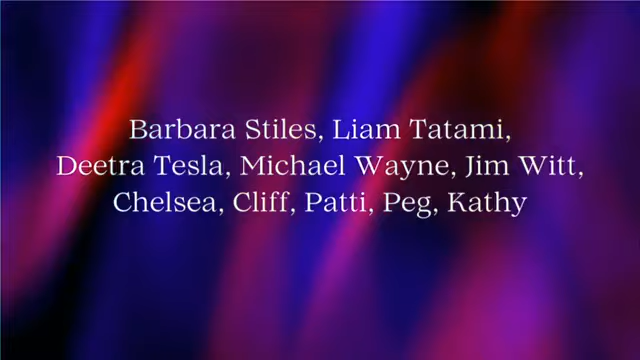 Barbara Stiles, Liam Tatami,
Deetra Tesla, Michael Wayne, Jim Witt,
Chelsea, Cliff, Patti, Peg, Kathy